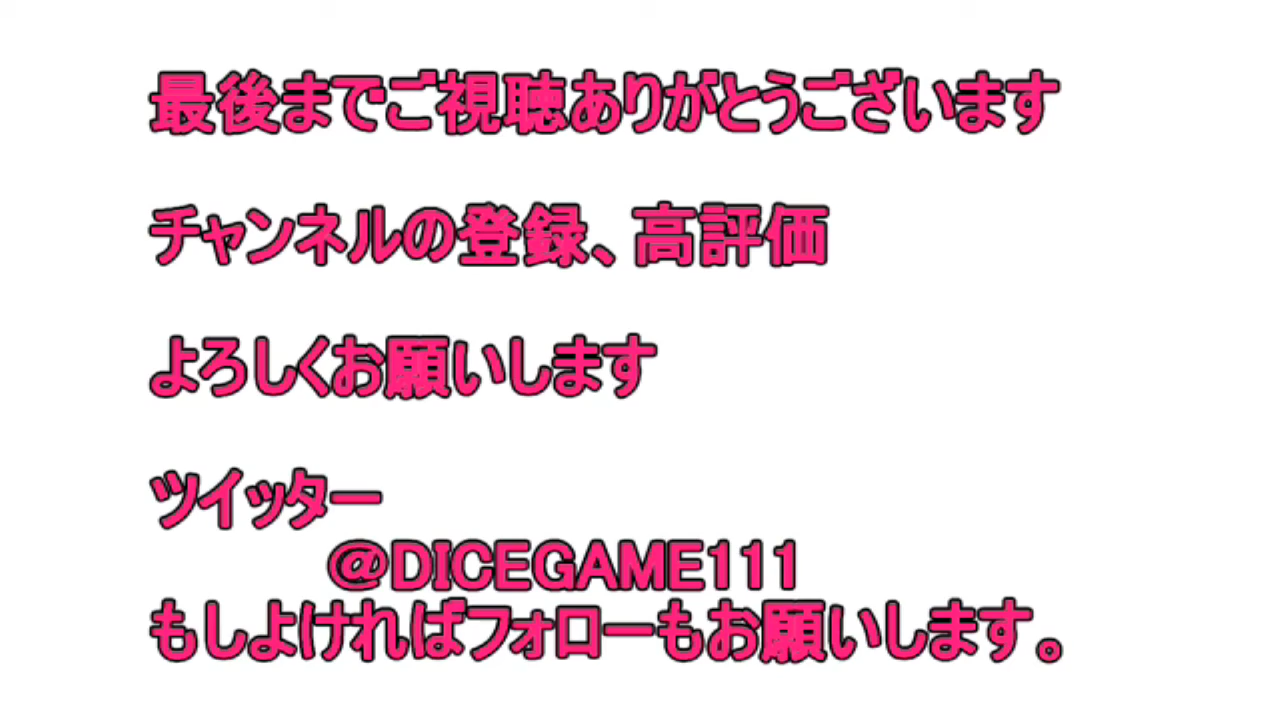 最後までご視聴ありがとうございます
チャンネルの登録、高評価
よろしくお願いします
ツイッター
@DICEGAME111
もしよければフォローもお願いします。